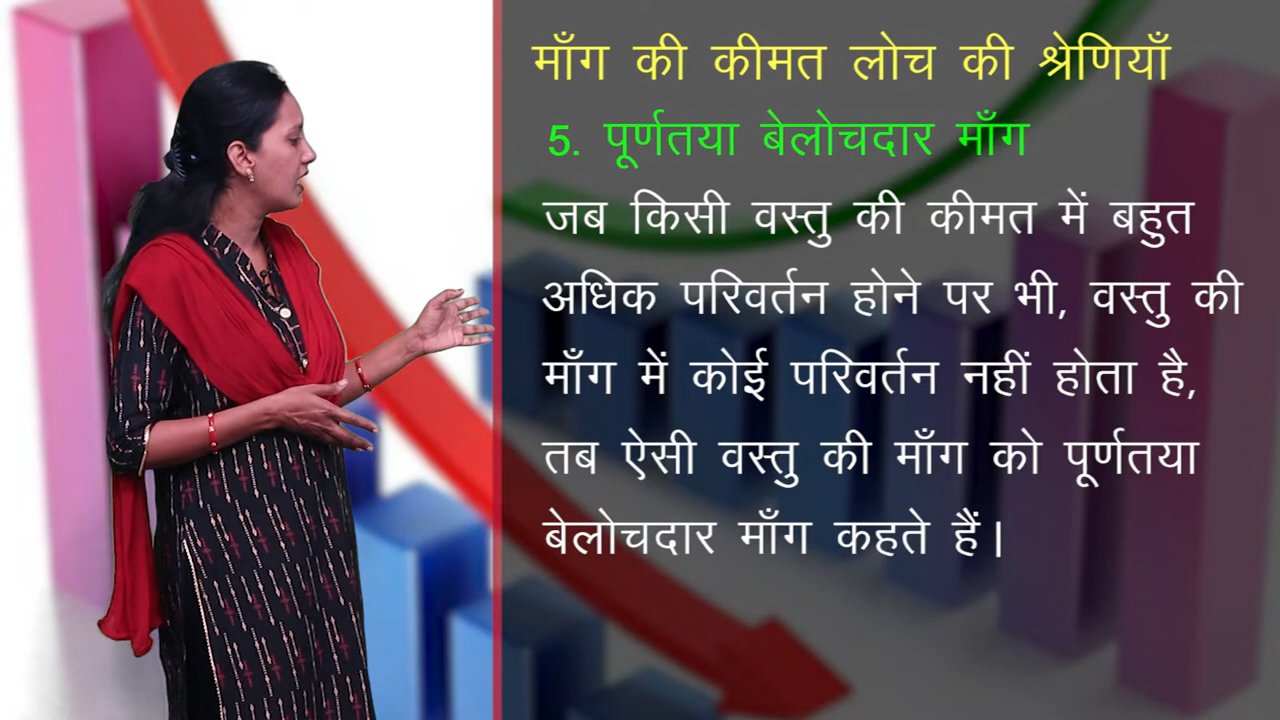 माँग की कीमत लोच की श्रेणियाँ
5. पूर्णतया बेलोचदार माँग
जब किसी वस्तु की कीमत में बहुत
अधिक परिवर्तन होने पर भी, वस्तु की
माँग में कोई परिवर्तन नहीं होता है,
तब ऐसी वस्तु की माँग को पूर्णतया
बेलोचदार माँग कहते हैं।